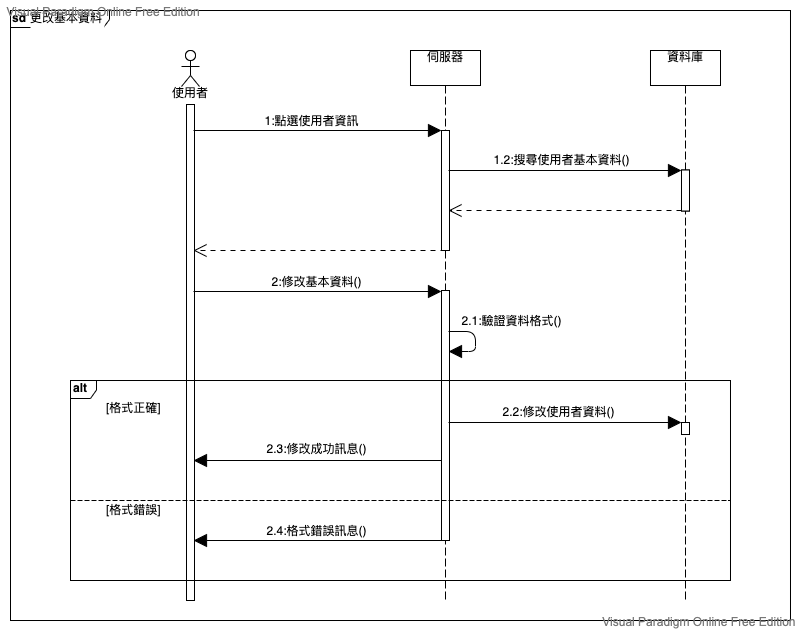 Visual Paradigm Online Free Edition
sd 更改基本資料
伺服器
資料庫
使用者
1:點選使用者資訊
1.2:搜尋使用者基本資料()
2:修改基本資料()
2.1:驗證資料格式()
alt
[格式正確]
2.2:修改使用者資料()
2.3:修改成功訊息()
[格式錯誤]
2.4:格式錯誤訊息()
Visual Paradigm Online Free Edition